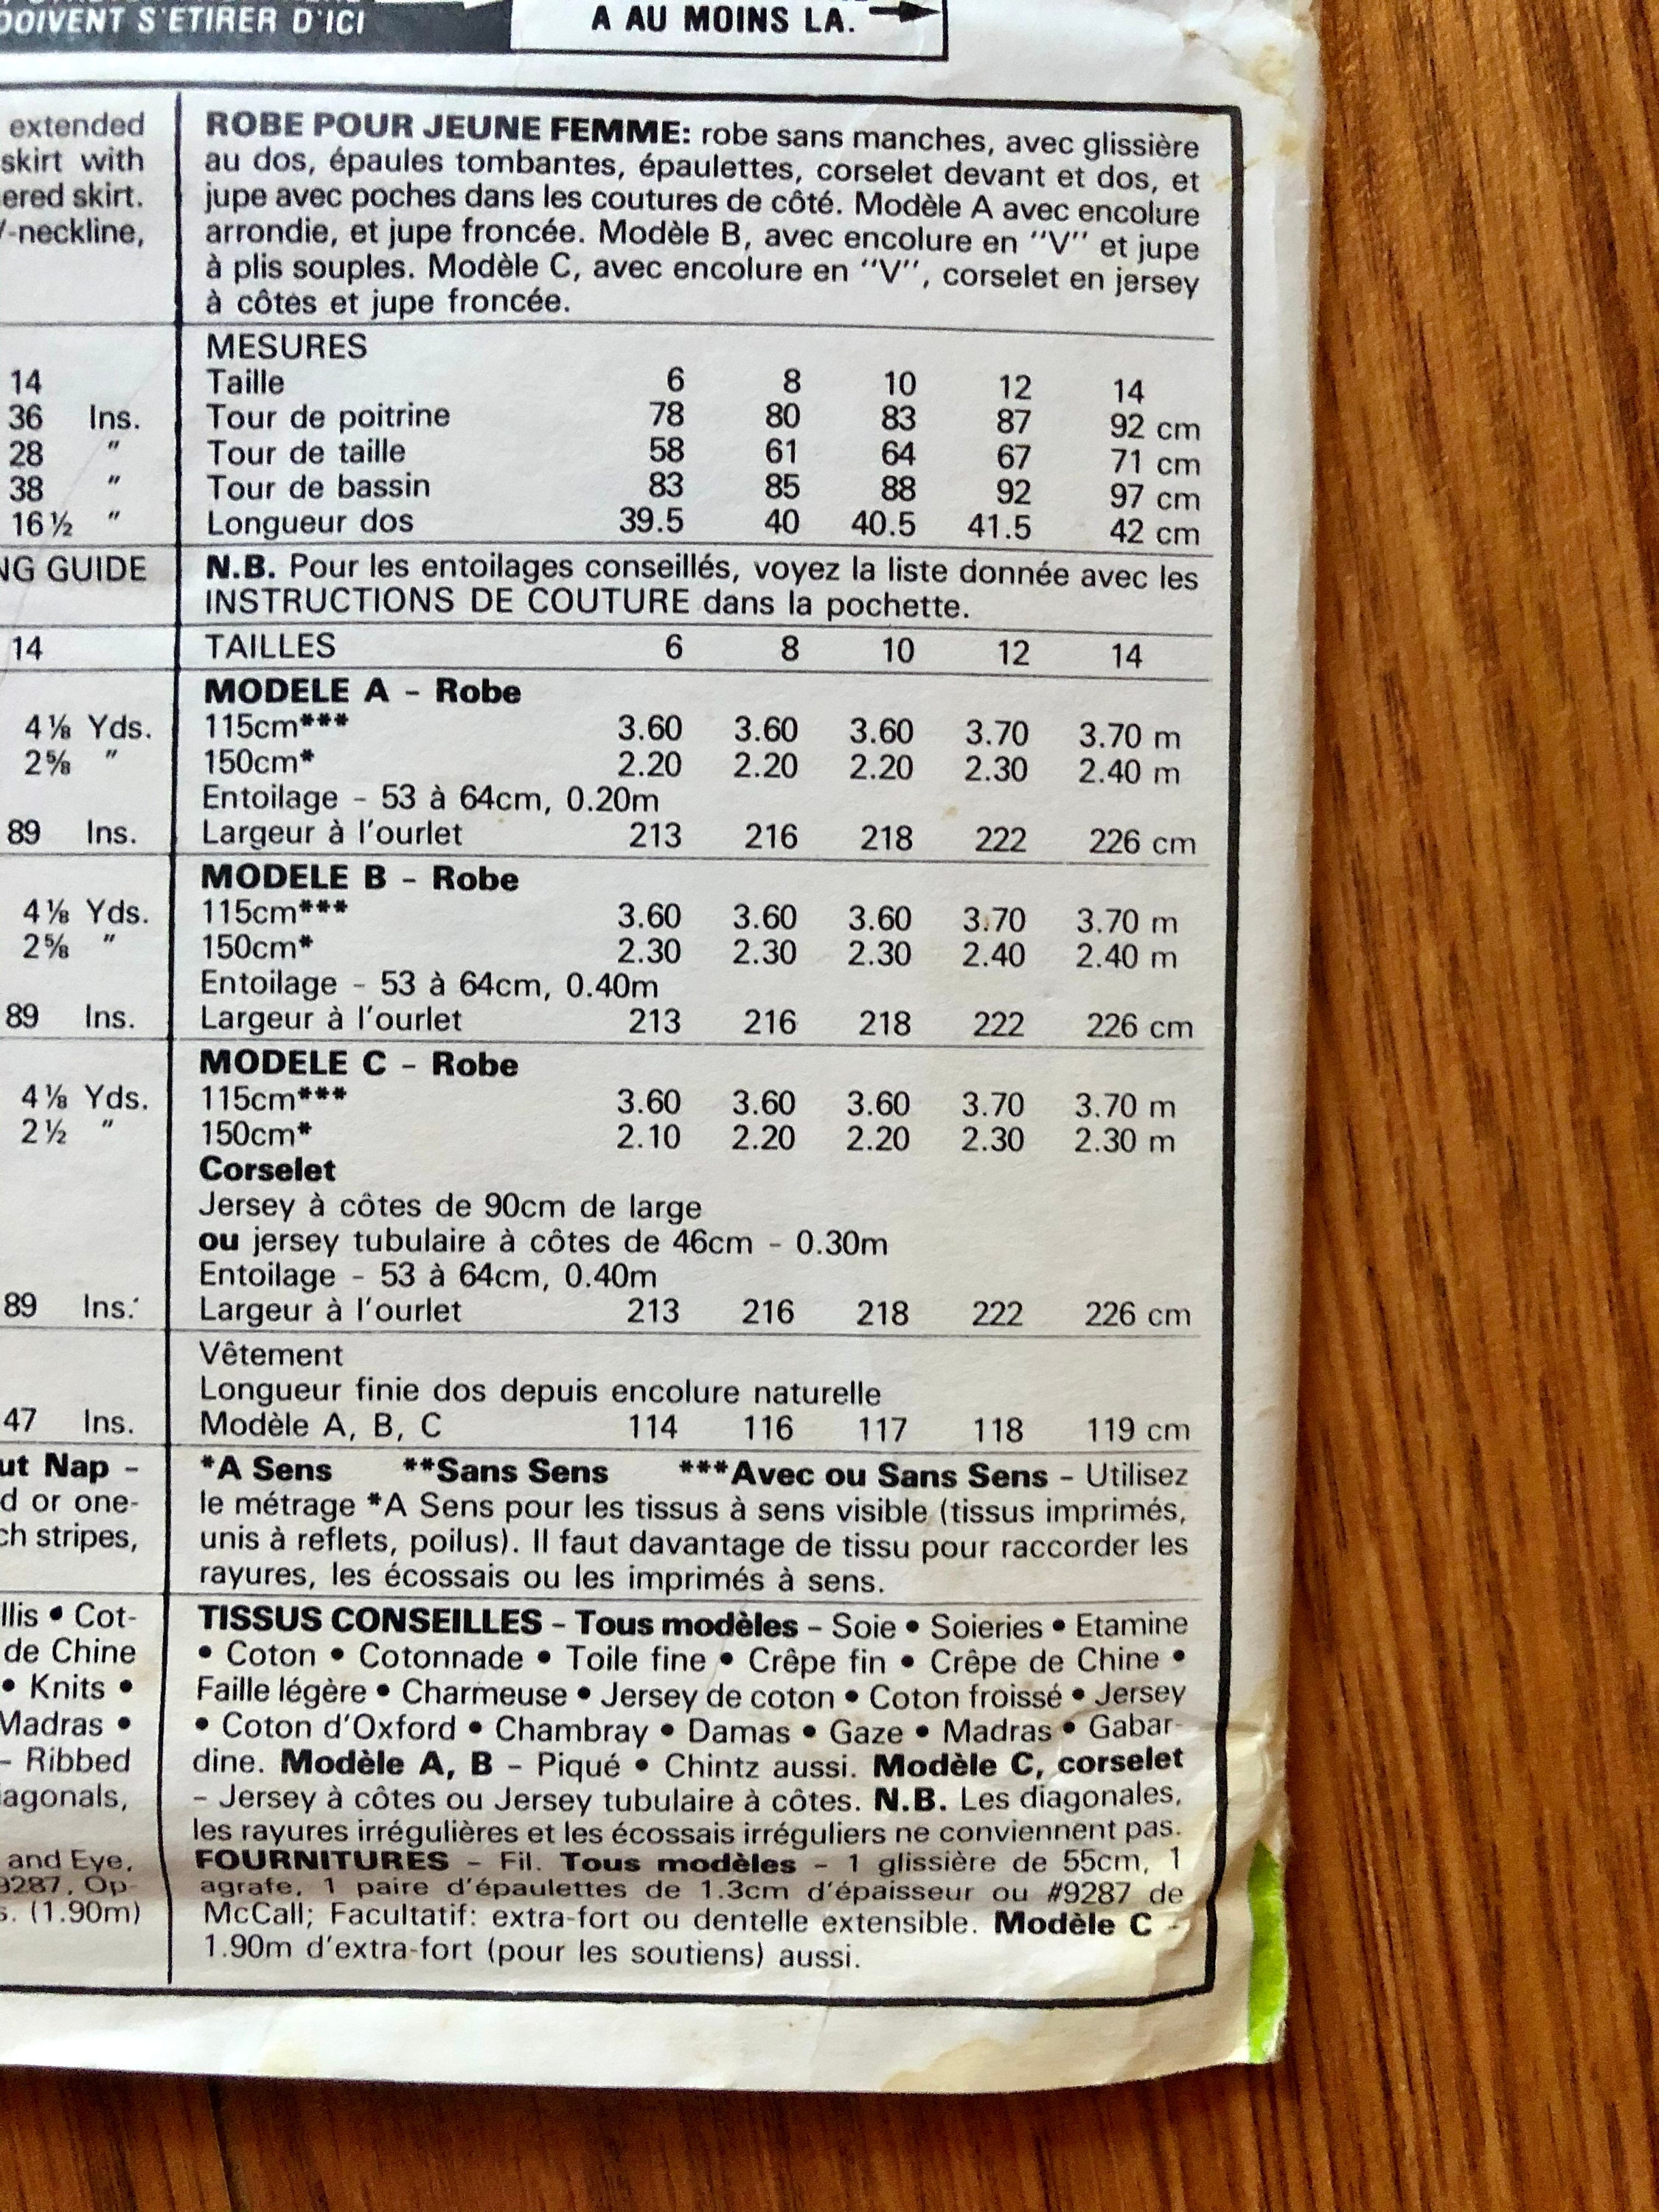 DOIVENT S'ETIRER D'ICI
A AU MOINS LA.
extended
skirt with
ered skirt.
-neckline,
14
36 Ins.
28 "
38 "
16½ "
NG GUIDE
14
4⅛ Yds.
2⅝ "
89 Ins.
4⅛ Yds.
2⅝ "
89 Ins.
4⅛ Yds.
2½ "
89 Ins.
47 Ins.
ut Nap –
d or one-
ch stripes,
llis • Cot-
de Chine
• Knits •
Madras •
– Ribbed
iagonals,
and Eye,
9287, Op-
s. (1.90m)
ROBE POUR JEUNE FEMME: robe sans manches, avec glissière
au dos, épaules tombantes, épaulettes, corselet devant et dos, et
jupe avec poches dans les coutures de côté. Modèle A avec encolure
arrondie, et jupe froncée. Modèle B, avec encolure en "V" et jupe
à plis souples. Modèle C, avec encolure en "V", corselet en jersey
à côtès et jupe froncée.
MESURES
Taille 6 8 10 12 14
Tour de poitrine 78 80 83 87 92 cm
Tour de taille 58 61 64 67 71 cm
Tour de bassin 83 85 88 92 97 cm
Longueur dos 39.5 40 40.5 41.5 42 cm
N.B. Pour les entoilages conseillés, voyez la liste donnée avec les
INSTRUCTIONS DE COUTURE dans la pochette.
TAILLES 6 8 10 12 14
MODELE A – Robe
115cm*** 3.60 3.60 3.60 3.70 3.70 m
150cm* 2.20 2.20 2.20 2.30 2.40 m
Entoilage – 53 à 64cm, 0.20m
Largeur à l'ourlet 213 216 218 222 226 cm
MODELE B – Robe
115cm*** 3.60 3.60 3.60 3.70 3.70 m
150cm* 2.30 2.30 2.30 2.40 2.40 m
Entoilage – 53 à 64cm, 0.40m
Largeur à l'ourlet 213 216 218 222 226 cm
MODELE C – Robe
115cm*** 3.60 3.60 3.60 3.70 3.70 m
150cm* 2.10 2.20 2.20 2.30 2.30 m
Corselet
Jersey à côtes de 90cm de large
ou jersey tubulaire à côtes de 46cm – 0.30m
Entoilage – 53 à 64cm, 0.40m
Largeur à l'ourlet 213 216 218 222 226 cm
Vêtement
Longueur finie dos depuis encolure naturelle
Modèle A, B, C 114 116 117 118 119 cm
*A Sens **Sans Sens ***Avec ou Sans Sens – Utilisez
le métrage *A Sens pour les tissus à sens visible (tissus imprimés,
unis à reflets, poilus). Il faut davantage de tissu pour raccorder les
rayures, les écossais ou les imprimés à sens.
TISSUS CONSEILLES – Tous modèles – Soie • Soieries • Etamine
• Coton • Cotonnade • Toile fine • Crêpe fin • Crêpe de Chine •
Faille légère • Charmeuse • Jersey de coton • Coton froissé • Jersey
• Coton d'Oxford • Chambray • Damas • Gaze • Madras • Gabar-
dine. Modèle A, B – Piqué • Chintz aussi. Modèle C, corselet
– Jersey à côtes ou Jersey tubulaire à côtes. N.B. Les diagonales,
les rayures irrégulières et les écossais irréguliers ne conviennent pas.
FOURNITURES – Fil. Tous modèles – 1 glissière de 55cm, 1
agrafe, 1 paire d'épaulettes de 1.3cm d'épaisseur ou #9287 de
McCall; Facultatif: extra-fort ou dentelle extensible. Modèle C –
1.90m d'extra-fort (pour les soutiens) aussi.